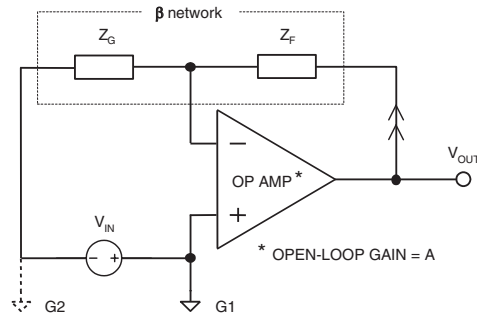 β network
Z_G
Z_F
−
OP AMP*
+
V_OUT
V_IN
− +
* OPEN-LOOP GAIN = A
G2
G1